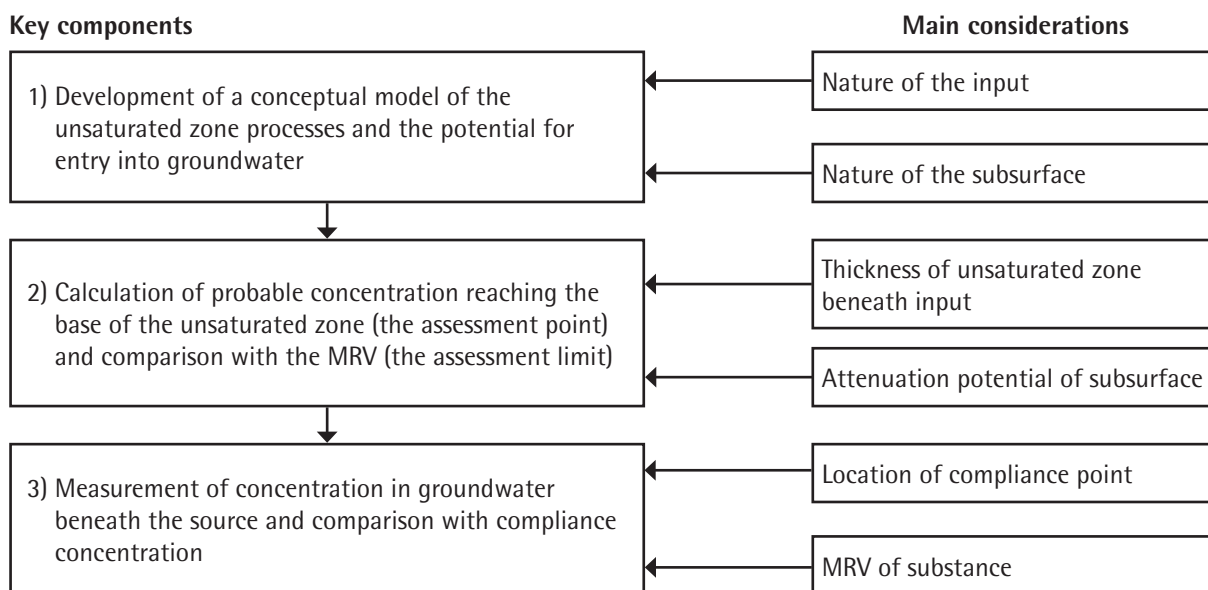 Key components
Main considerations
1) Development of a conceptual model of the
unsaturated zone processes and the potential for
entry into groundwater
Nature of the input
Nature of the subsurface
2) Calculation of probable concentration reaching the
base of the unsaturated zone (the assessment point)
and comparison with the MRV (the assessment limit)
Thickness of unsaturated zone
beneath input
Attenuation potential of subsurface
3) Measurement of concentration in groundwater
beneath the source and comparison with compliance
concentration
Location of compliance point
MRV of substance